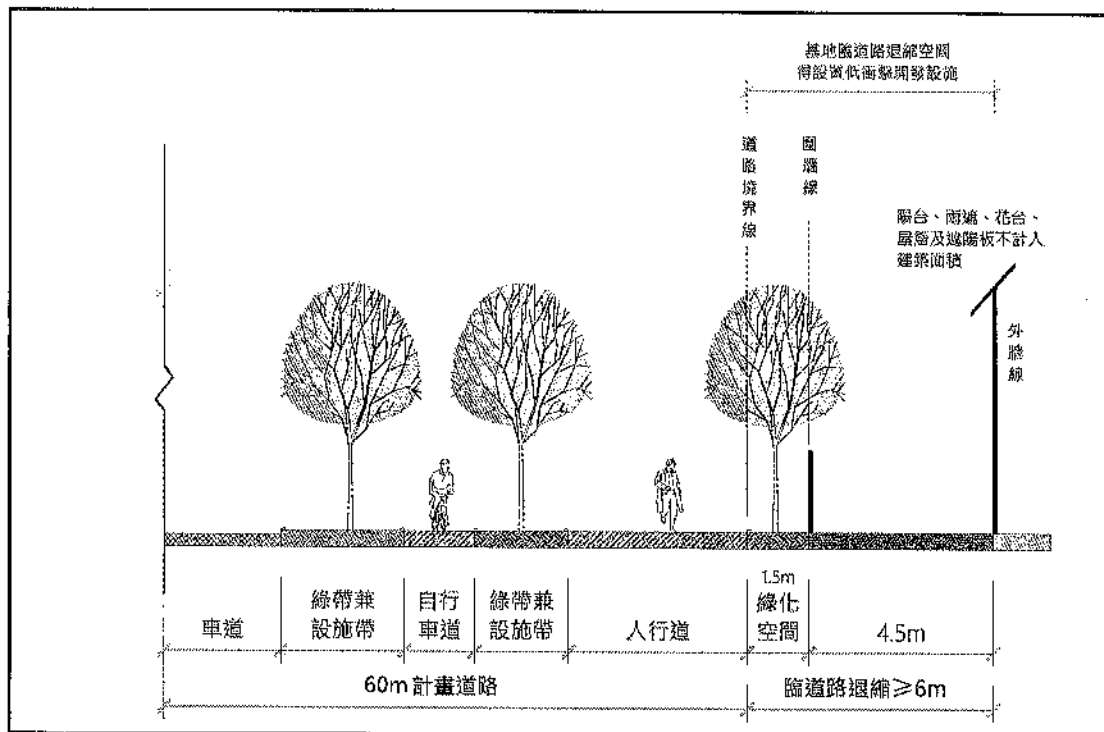 基地臨道路退縮空間
得設置低衝擊開發設施
道路境界線
圍牆線
陽台、雨遮、花台、
屋簷及遮陽板不計入
建築面積
外牆線
車道
綠帶兼
設施帶
自行
車道
綠帶兼
設施帶
人行道
1.5m
綠化
空間
4.5m
60m計畫道路
臨道路退縮≥6m